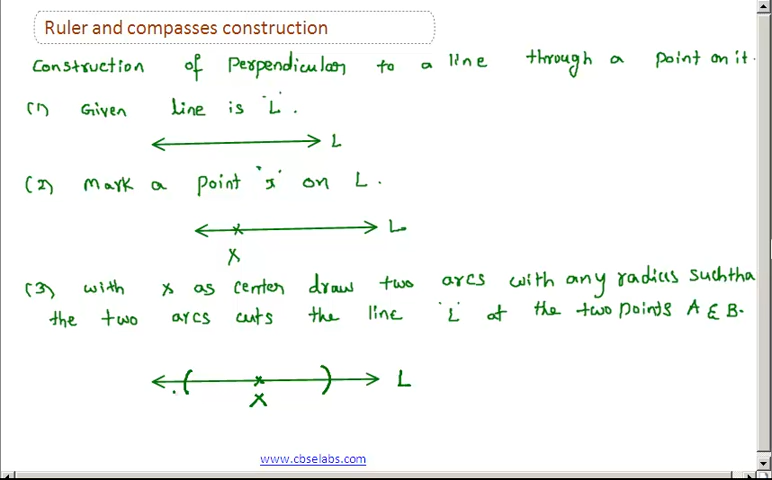 Ruler and compasses construction
Construction of Perpendicular to a line through a point on it.
(1) Given line is 'L'.
L
(2) Mark a point 'x' on L.
L
X
(3) with x as center draw two arcs with any radius suchtha
the two arcs cuts the line 'L' at the two points A & B.
L
X
www.cbselabs.com